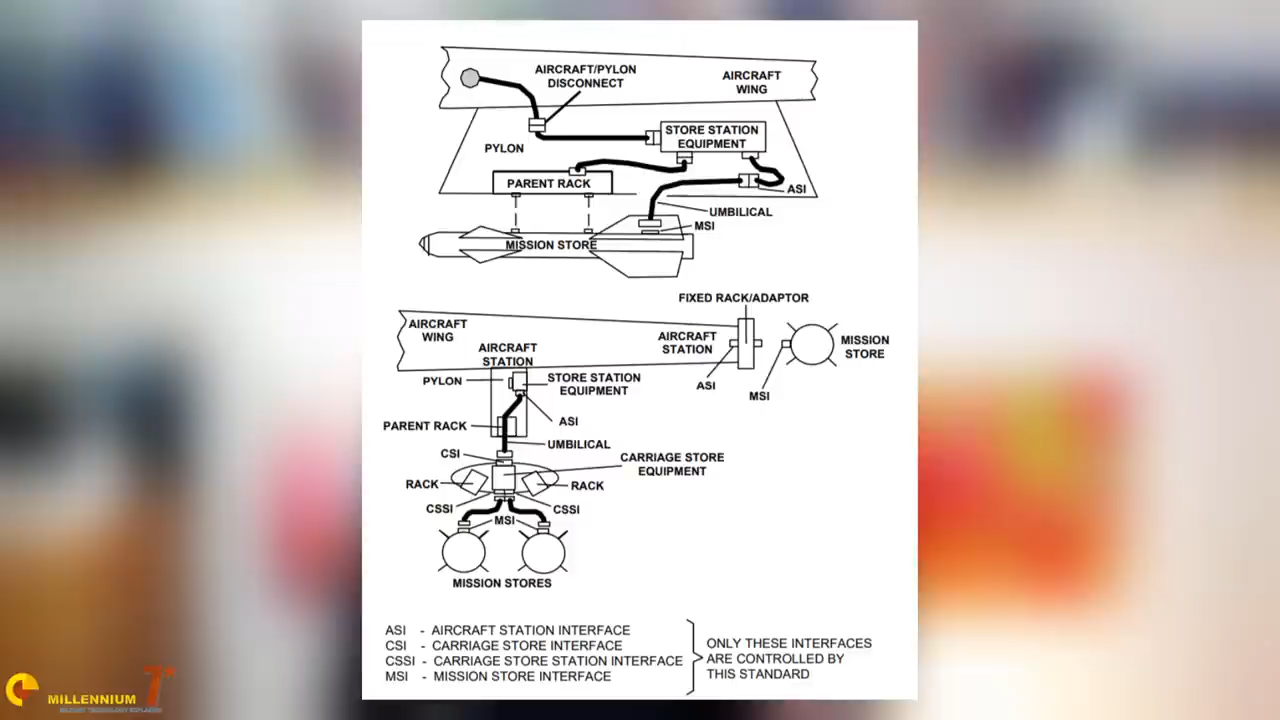 AIRCRAFT/PYLON
DISCONNECT
AIRCRAFT
WING
STORE STATION
EQUIPMENT
PYLON
PARENT RACK
ASI
UMBILICAL
MSI
MISSION STORE
FIXED RACK/ADAPTOR
AIRCRAFT
WING
AIRCRAFT
STATION
AIRCRAFT
STATION
MISSION
STORE
PYLON
STORE STATION
EQUIPMENT
ASI
MSI
ASI
PARENT RACK
UMBILICAL
CSI
CARRIAGE STORE
EQUIPMENT
RACK
RACK
CSSI
CSSI
MSI
MISSION STORES
ASI - AIRCRAFT STATION INTERFACE
CSI - CARRIAGE STORE INTERFACE
CSSI - CARRIAGE STORE STATION INTERFACE
MSI - MISSION STORE INTERFACE
ONLY THESE INTERFACES
ARE CONTROLLED BY
THIS STANDARD
MILLENNIUM 7*